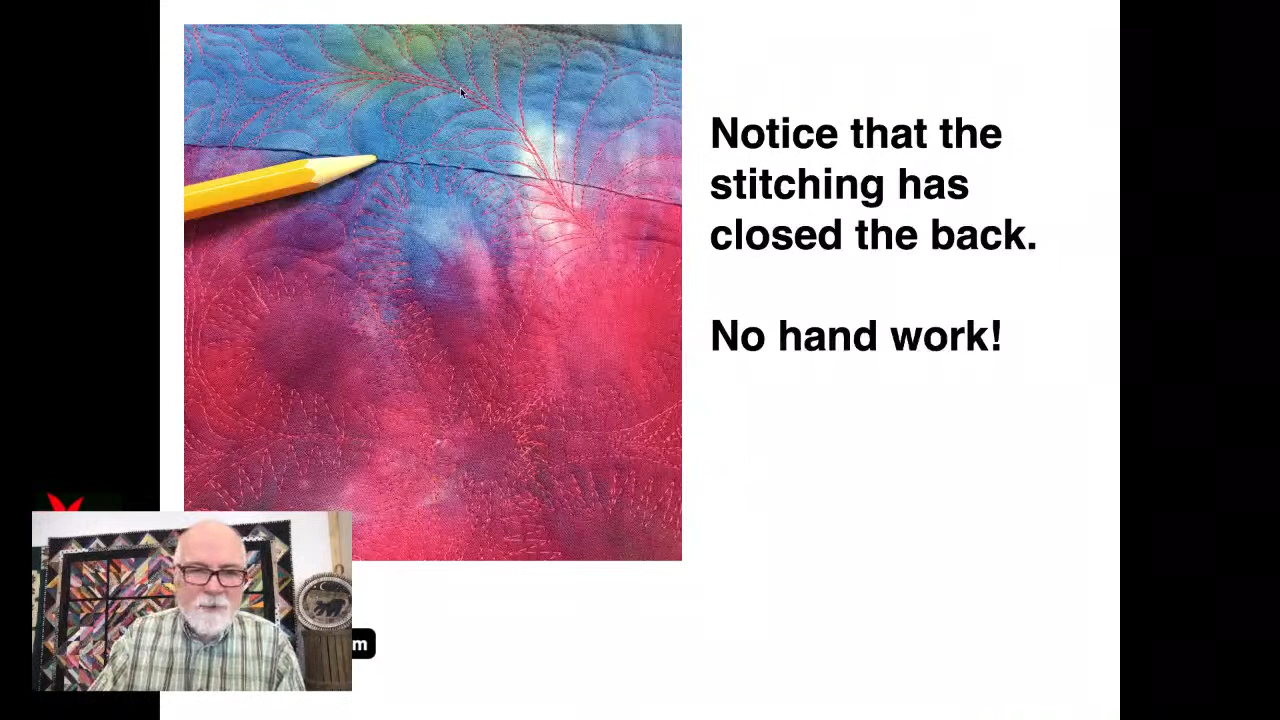 Notice that the
stitching has
closed the back.
No hand work!
m